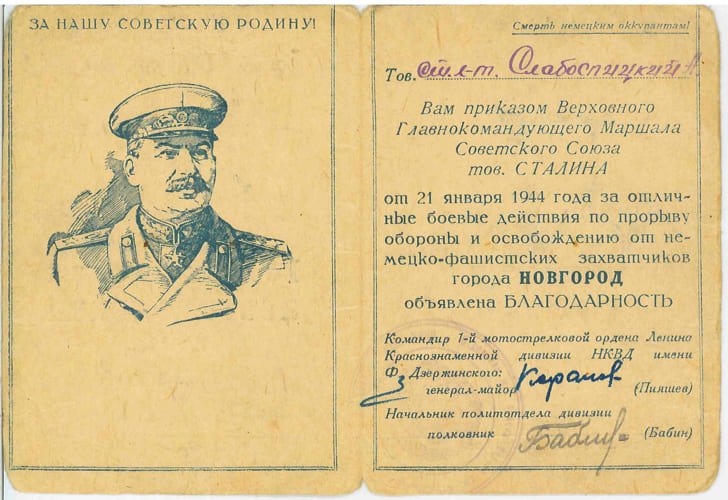 ЗА НАШУ СОВЕТСКУЮ РОДИНУ!
Смерть немецким оккупантам!
Тов. ст. л-т. Слабоспицкий А
Вам приказом Верховного
Главнокомандующего Маршала
Советского Союза
тов. СТАЛИНА
от 21 января 1944 года за отлич-
ные боевые действия по прорыву
обороны и освобождению от не-
мецко-фашистских захватчиков
города НОВГОРОД
объявлена БЛАГОДАРНОСТЬ
Командир 1-й мотострелковой ордена Ленина
Краснознаменной дивизии НКВД имени
Ф. Дзержинского:
генерал-майор (Пияшев)
Начальник политотдела дивизии
полковник Бабин (Бабин)